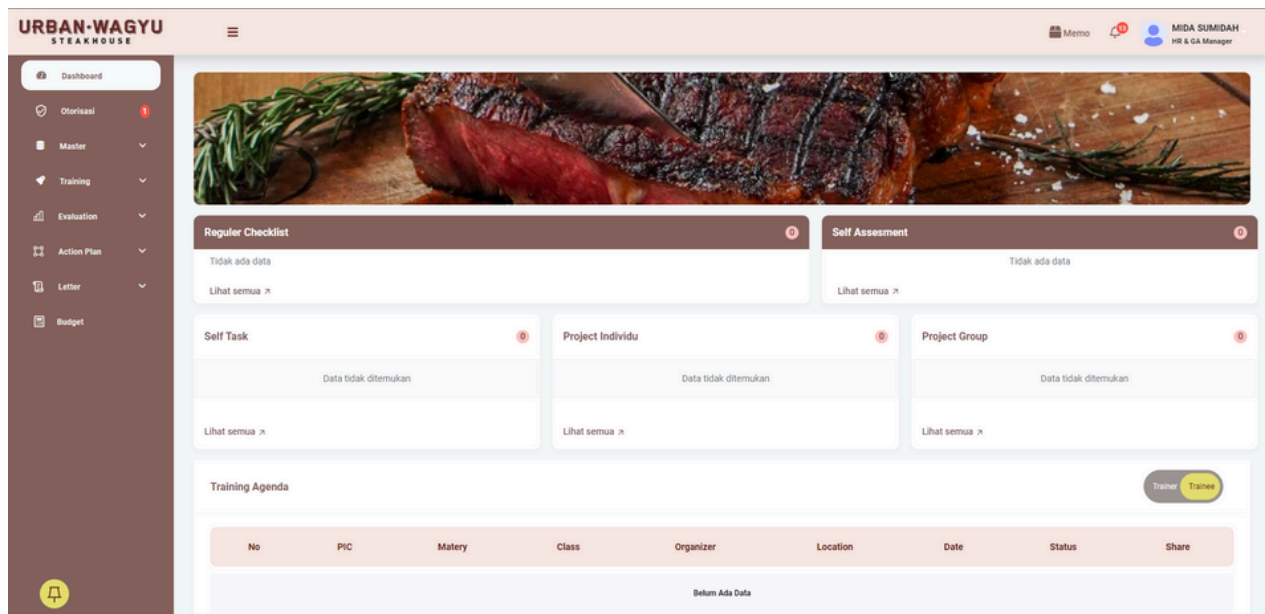 URBAN·WAGYU
STEAKHOUSE
Memo
13
MIDA SUMIDAH
HR & GA Manager
Dashboard
Otorisasi 1
Master
Training
Evaluation
Action Plan
Letter
Budget
Reguler Checklist 0
Tidak ada data
Lihat semua
Self Assesment 0
Tidak ada data
Lihat semua
Self Task 0
Data tidak ditemukan
Lihat semua
Project Individu 0
Data tidak ditemukan
Lihat semua
Project Group 0
Data tidak ditemukan
Lihat semua
Training Agenda
Trainer Trainee
No PIC Matery Class Organizer Location Date Status Share
Belum Ada Data